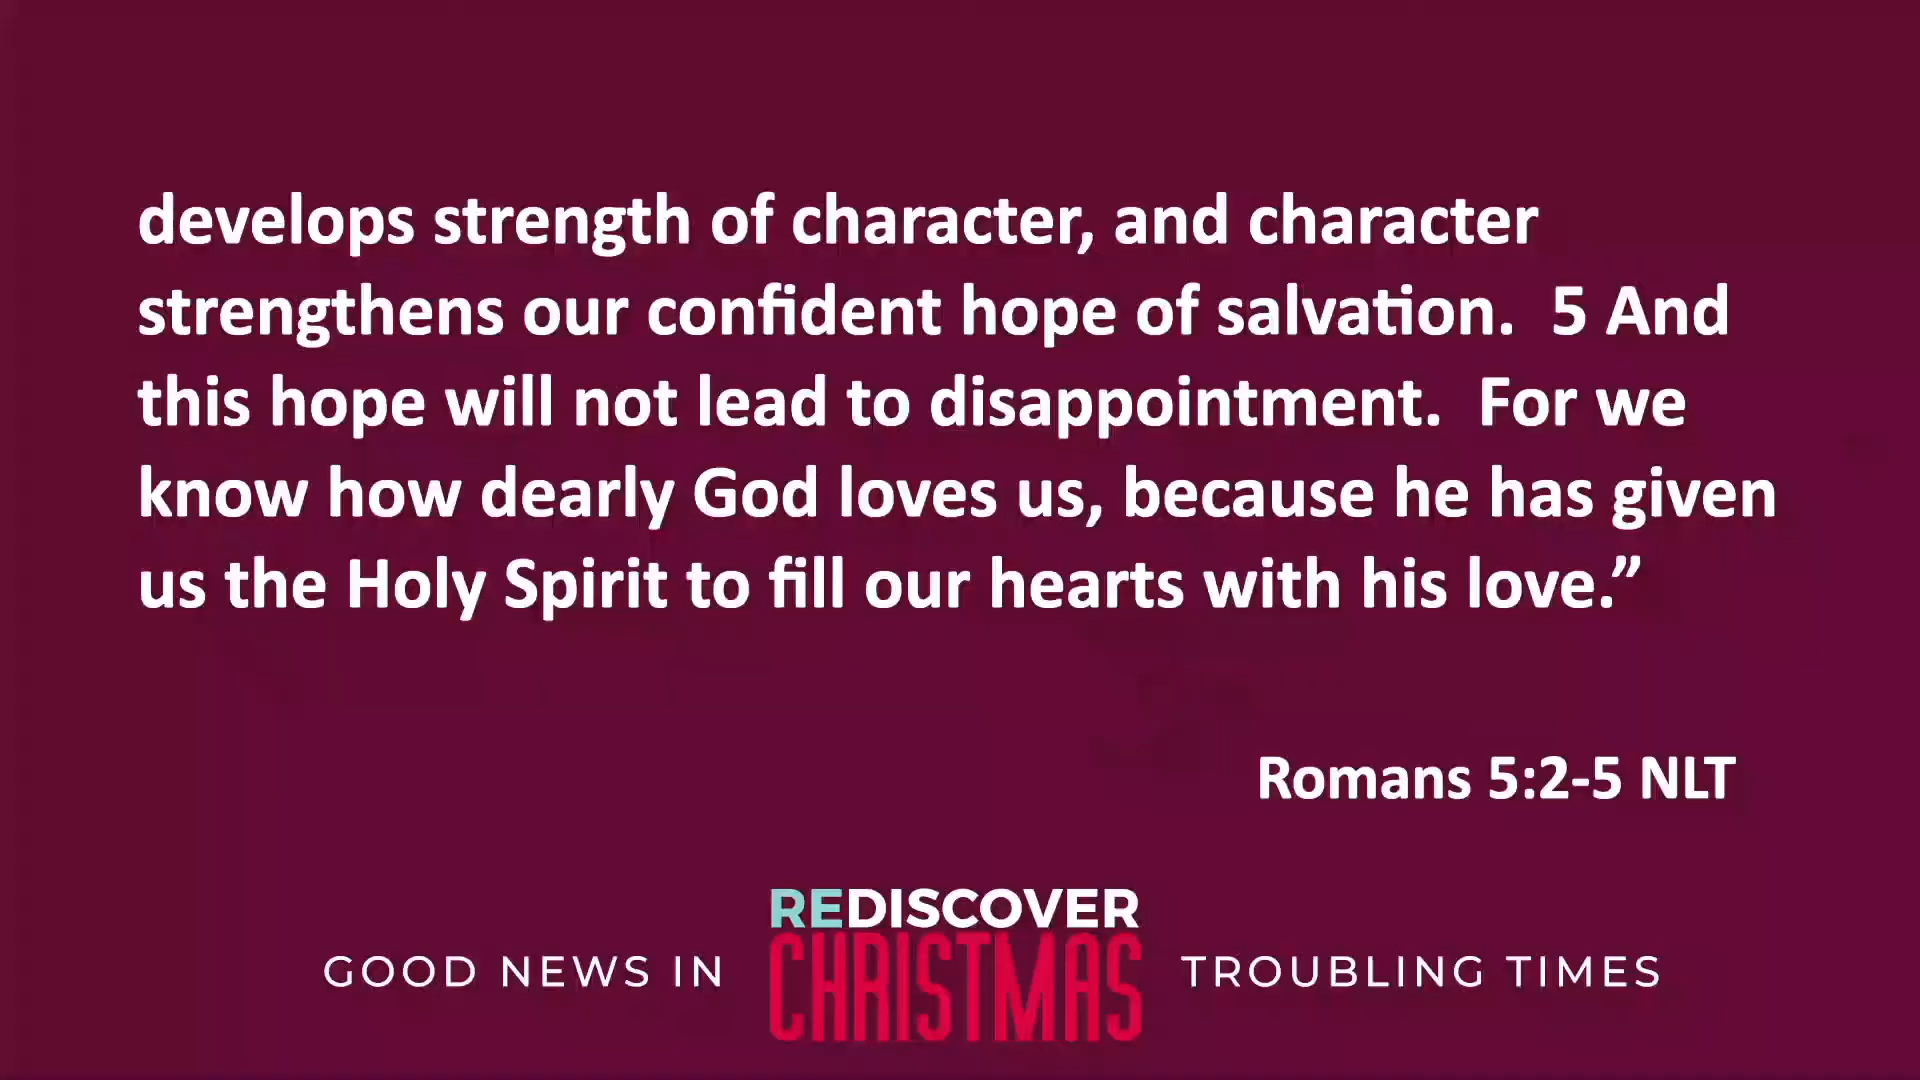 develops strength of character, and character
strengthens our confident hope of salvation.  5 And
this hope will not lead to disappointment.  For we
know how dearly God loves us, because he has given
us the Holy Spirit to fill our hearts with his love.”
Romans 5:2-5 NLT
REDISCOVER
GOOD NEWS IN CHRISTMAS TROUBLING TIMES